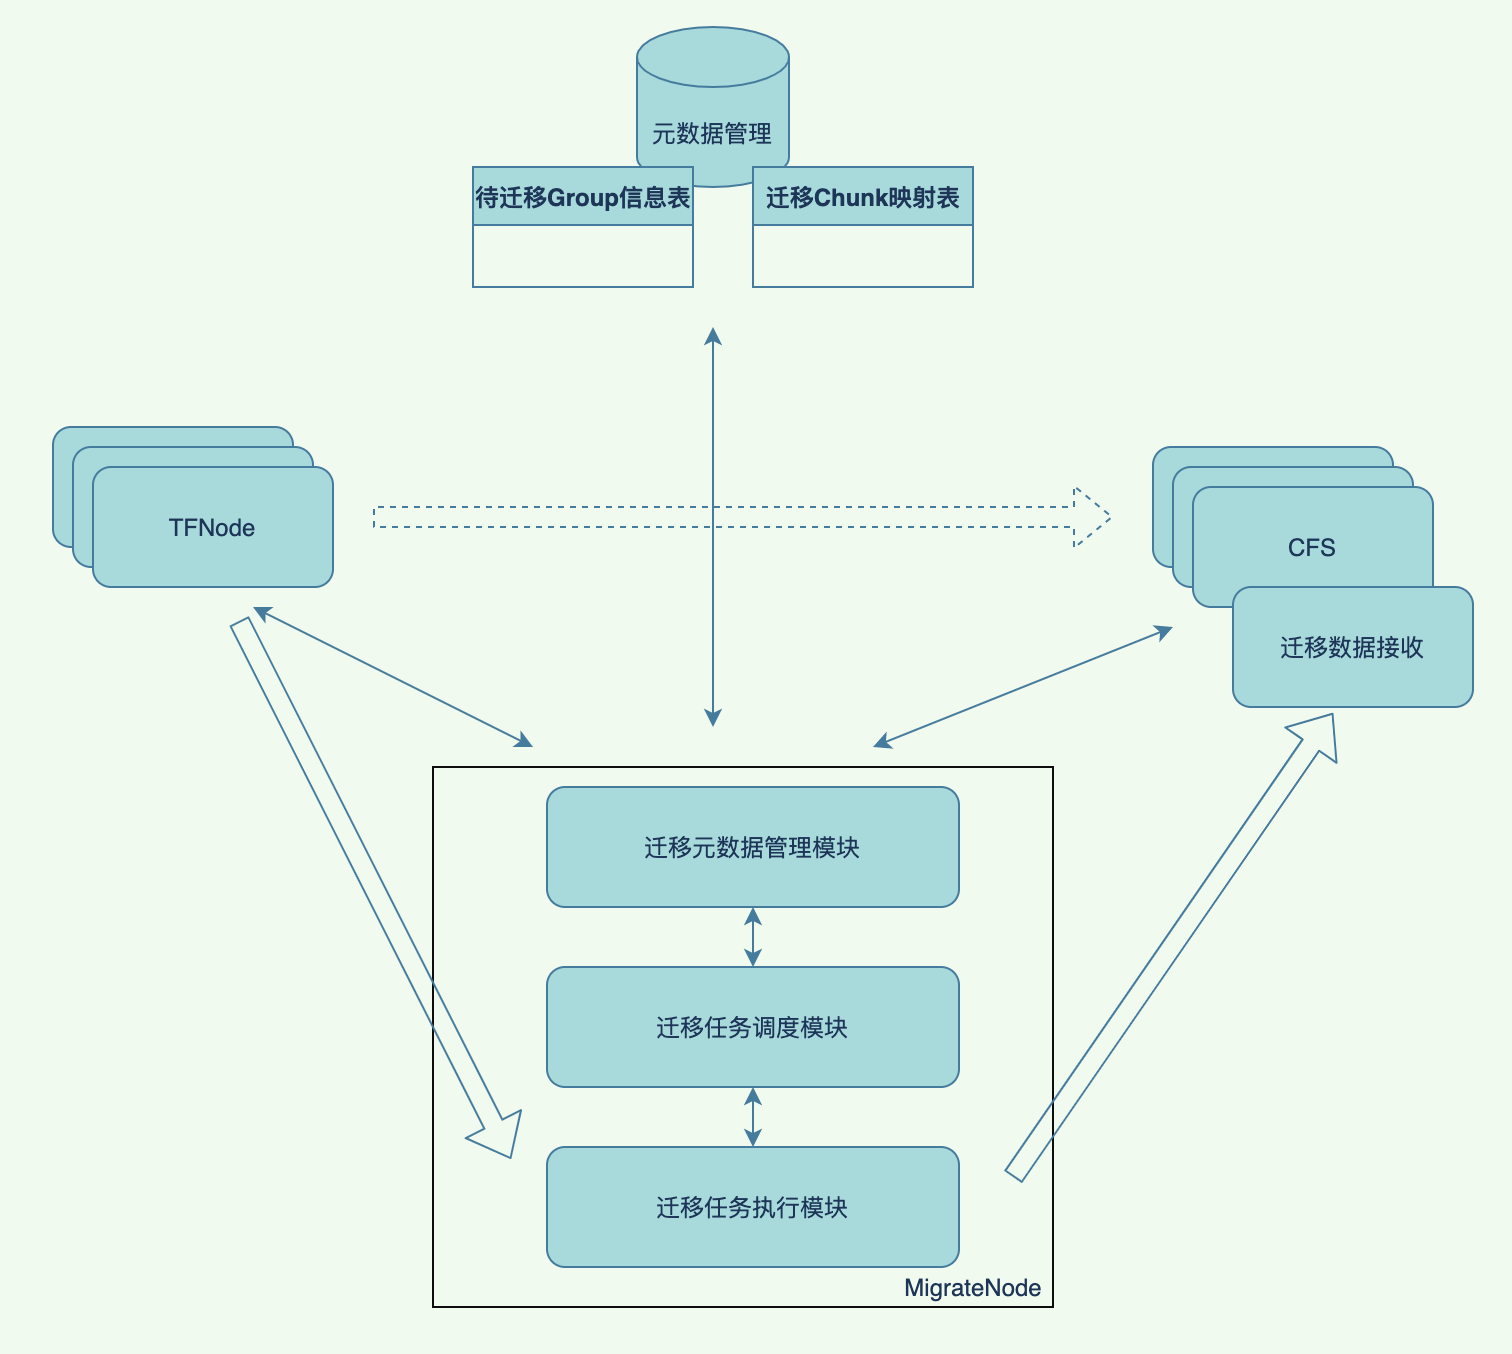 元数据管理
待迁移Group信息表
迁移Chunk映射表
TFNode
CFS
迁移数据接收
迁移元数据管理模块
迁移任务调度模块
迁移任务执行模块
MigrateNode